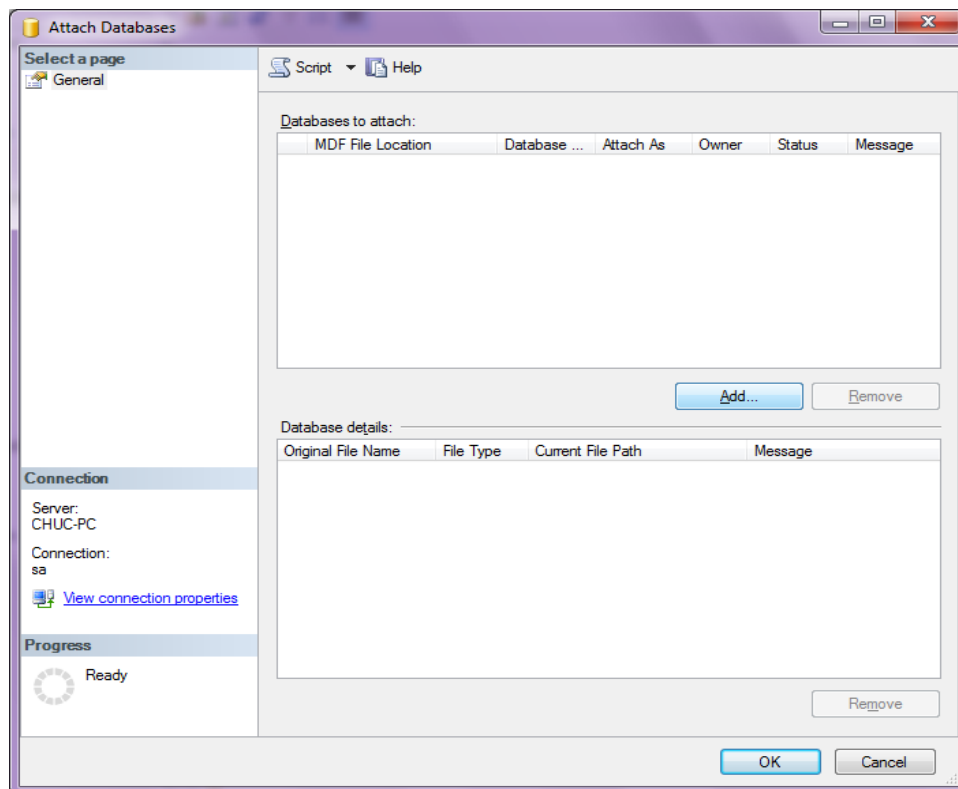 Attach Databases
Select a page
General
Script Help
Databases to attach:
MDF File Location Database ... Attach As Owner Status Message
Add... Remove
Database details:
Original File Name File Type Current File Path Message
Connection
Server:
CHUC-PC
Connection:
sa
View connection properties
Progress
Ready
Remove
OK Cancel